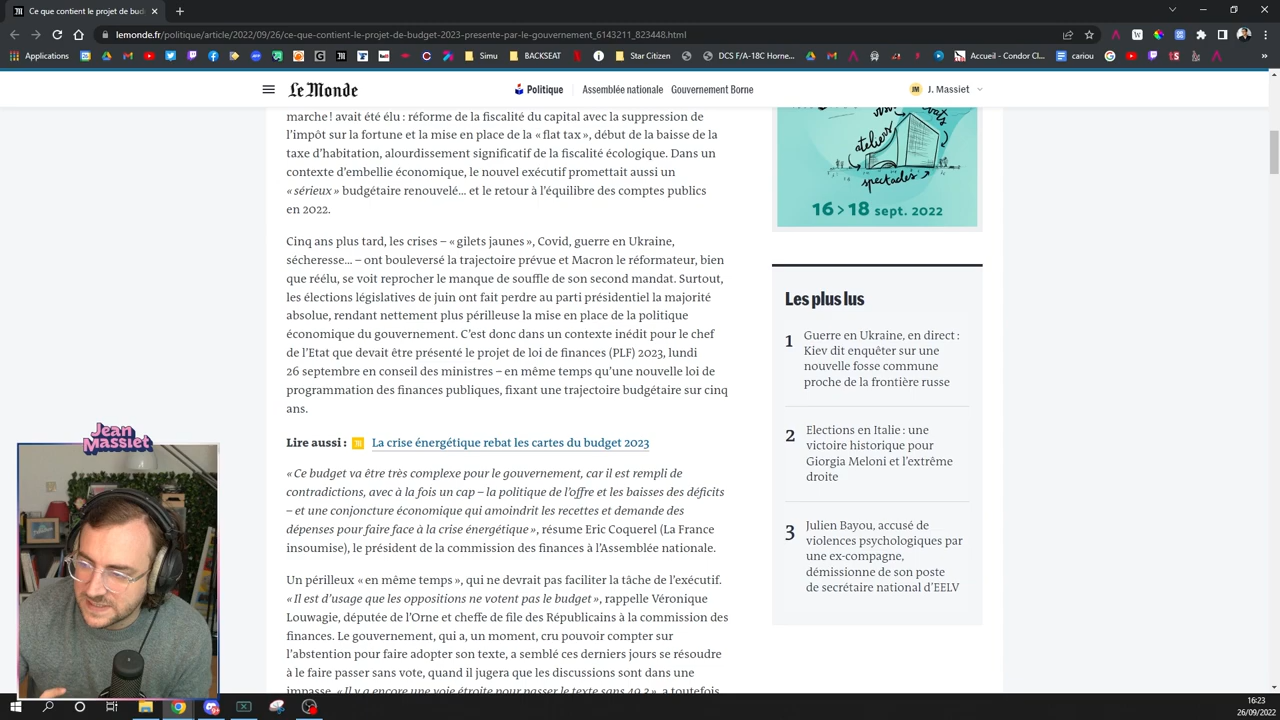 Ce que contient le projet de bud
lemonde.fr/politique/article/2022/09/26/ce-que-contient-le-projet-de-budget-2023-presente-par-le-gouvernement_6143211_823448.html
Applications
Simu
BACKSEAT
Star Citizen
DCS F/A-18C Horne...
Accueil - Condor Cl...
cariou
Le Monde
Politique
Assemblée nationale
Gouvernement Borne
JM
J. Massiet
marche ! avait été élu : réforme de la fiscalité du capital avec la suppression de
l’impôt sur la fortune et la mise en place de la « flat tax », début de la baisse de la
taxe d’habitation, alourdissement significatif de la fiscalité écologique. Dans un
contexte d’embellie économique, le nouvel exécutif promettait aussi un
« sérieux » budgétaire renouvelé… et le retour à l’équilibre des comptes publics
en 2022.
Cinq ans plus tard, les crises – « gilets jaunes », Covid, guerre en Ukraine,
sécheresse… – ont bouleversé la trajectoire prévue et Macron le réformateur, bien
que réélu, se voit reprocher le manque de souffle de son second mandat. Surtout,
les élections législatives de juin ont fait perdre au parti présidentiel la majorité
absolue, rendant nettement plus périlleuse la mise en place de la politique
économique du gouvernement. C’est donc dans un contexte inédit pour le chef
de l’Etat que devait être présenté le projet de loi de finances (PLF) 2023, lundi
26 septembre en conseil des ministres – en même temps qu’une nouvelle loi de
programmation des finances publiques, fixant une trajectoire budgétaire sur cinq
ans.
Lire aussi : La crise énergétique rebat les cartes du budget 2023
« Ce budget va être très complexe pour le gouvernement, car il est rempli de
contradictions, avec à la fois un cap – la politique de l’offre et les baisses des déficits
– et une conjoncture économique qui amoindrit les recettes et demande des
dépenses pour faire face à la crise énergétique », résume Eric Coquerel (La France
insoumise), le président de la commission des finances à l’Assemblée nationale.
Un périlleux « en même temps », qui ne devrait pas faciliter la tâche de l’exécutif.
« Il est d’usage que les oppositions ne votent pas le budget », rappelle Véronique
Louwagie, députée de l’Orne et cheffe de file des Républicains à la commission des
finances. Le gouvernement, qui a, un moment, cru pouvoir compter sur
l’abstention pour faire adopter son texte, a semblé ces derniers jours se résoudre
à le faire passer sans vote, quand il jugera que les discussions sont dans une
impasse. « Il y a encore une voie étroite pour passer le texte sans 49.3 », a toutefois
ateliers
spectacles
16 > 18 sept. 2022
Les plus lus
1
Guerre en Ukraine, en direct :
Kiev dit enquêter sur une
nouvelle fosse commune
proche de la frontière russe
2
Elections en Italie : une
victoire historique pour
Giorgia Meloni et l’extrême
droite
3
Julien Bayou, accusé de
violences psychologiques par
une ex-compagne,
démissionne de son poste
de secrétaire national d’EELV
Jean
Massiet
16:23
26/09/2022